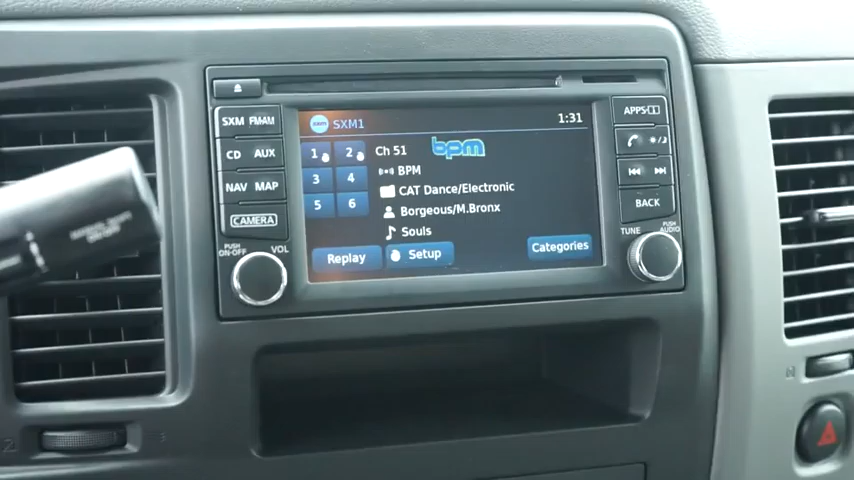 SXM FM·AM
CD AUX
NAV MAP
CAMERA
PUSH
ON·OFF
VOL
sxm SXM1 1:31
1 2
3 4
5 6
Ch 51 bpm
BPM
CAT Dance/Electronic
Borgeous/M.Bronx
Souls
Replay Setup Categories
APPS·
BACK
TUNE PUSH
AUDIO